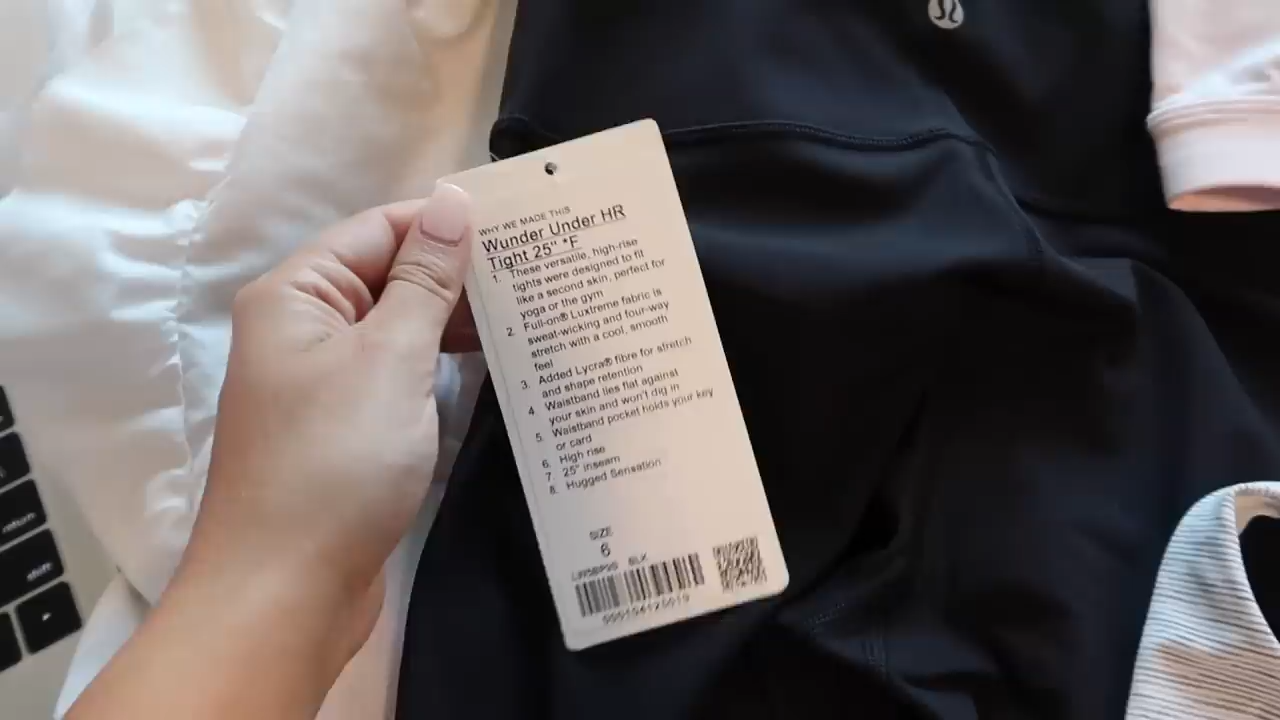 WHY WE MADE THIS
Wunder Under HR
Tight 25" *F
1. These versatile, high-rise
tights were designed to fit
like a second skin, perfect for
yoga or the gym
2. Full-on® Luxtreme fabric is
sweat-wicking and four-way
stretch with a cool, smooth
feel
3. Added Lycra® fibre for stretch
and shape retention
4. Waistband lies flat against
your skin and won't dig in
5. Waistband pocket holds your key
or card
6. High rise
7. 25" inseam
8. Hugged Sensation
SIZE
6
BLK
return
shift